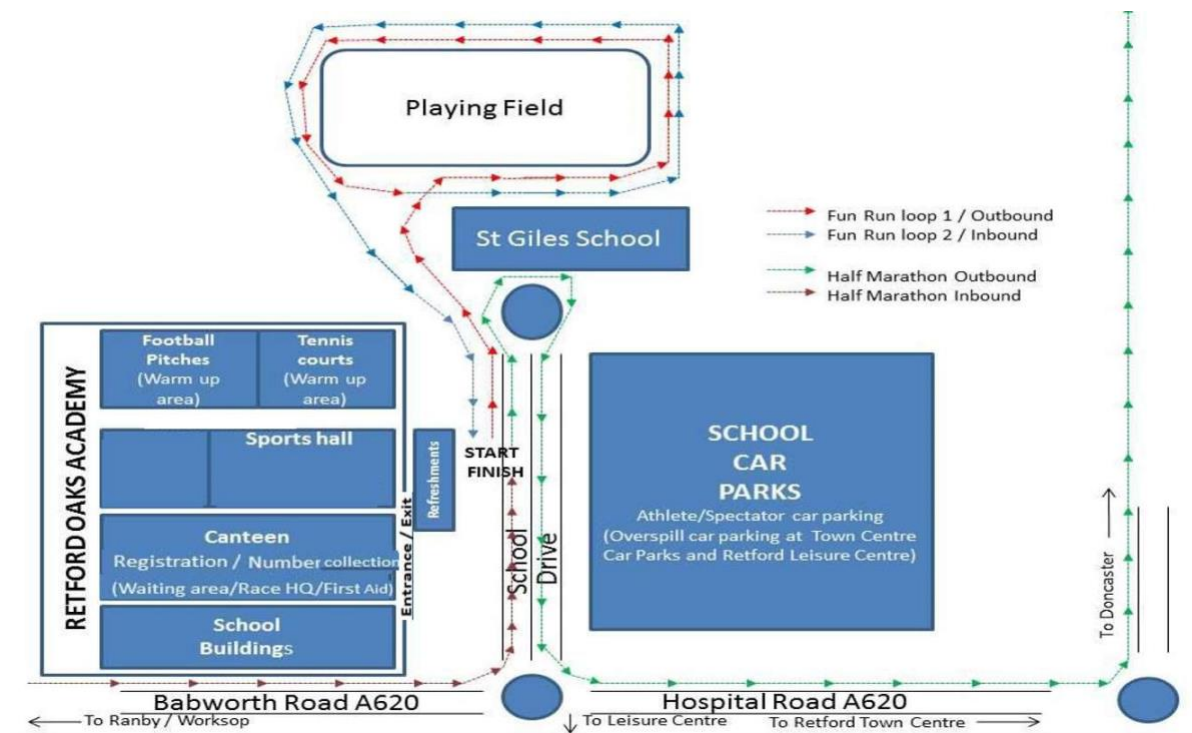 Playing Field
St Giles School
Fun Run loop 1 / Outbound
Fun Run loop 2 / Inbound
Half Marathon Outbound
Half Marathon Inbound
RETFORD OAKS ACADEMY
Football
Pitches
(Warm up
area)
Tennis
courts
(Warm up
area)
Sports hall
Canteen
Registration / Number collection
(Waiting area/Race HQ/First Aid)
School
Buildings
Entrance / Exit
Refreshments
START
FINISH
School
Drive
SCHOOL
CAR
PARKS
Athlete/Spectator car parking
(Overspill car parking at Town Centre
Car Parks and Retford Leisure Centre)
To Doncaster
Babworth Road A620
Hospital Road A620
To Ranby / Worksop
To Leisure Centre
To Retford Town Centre